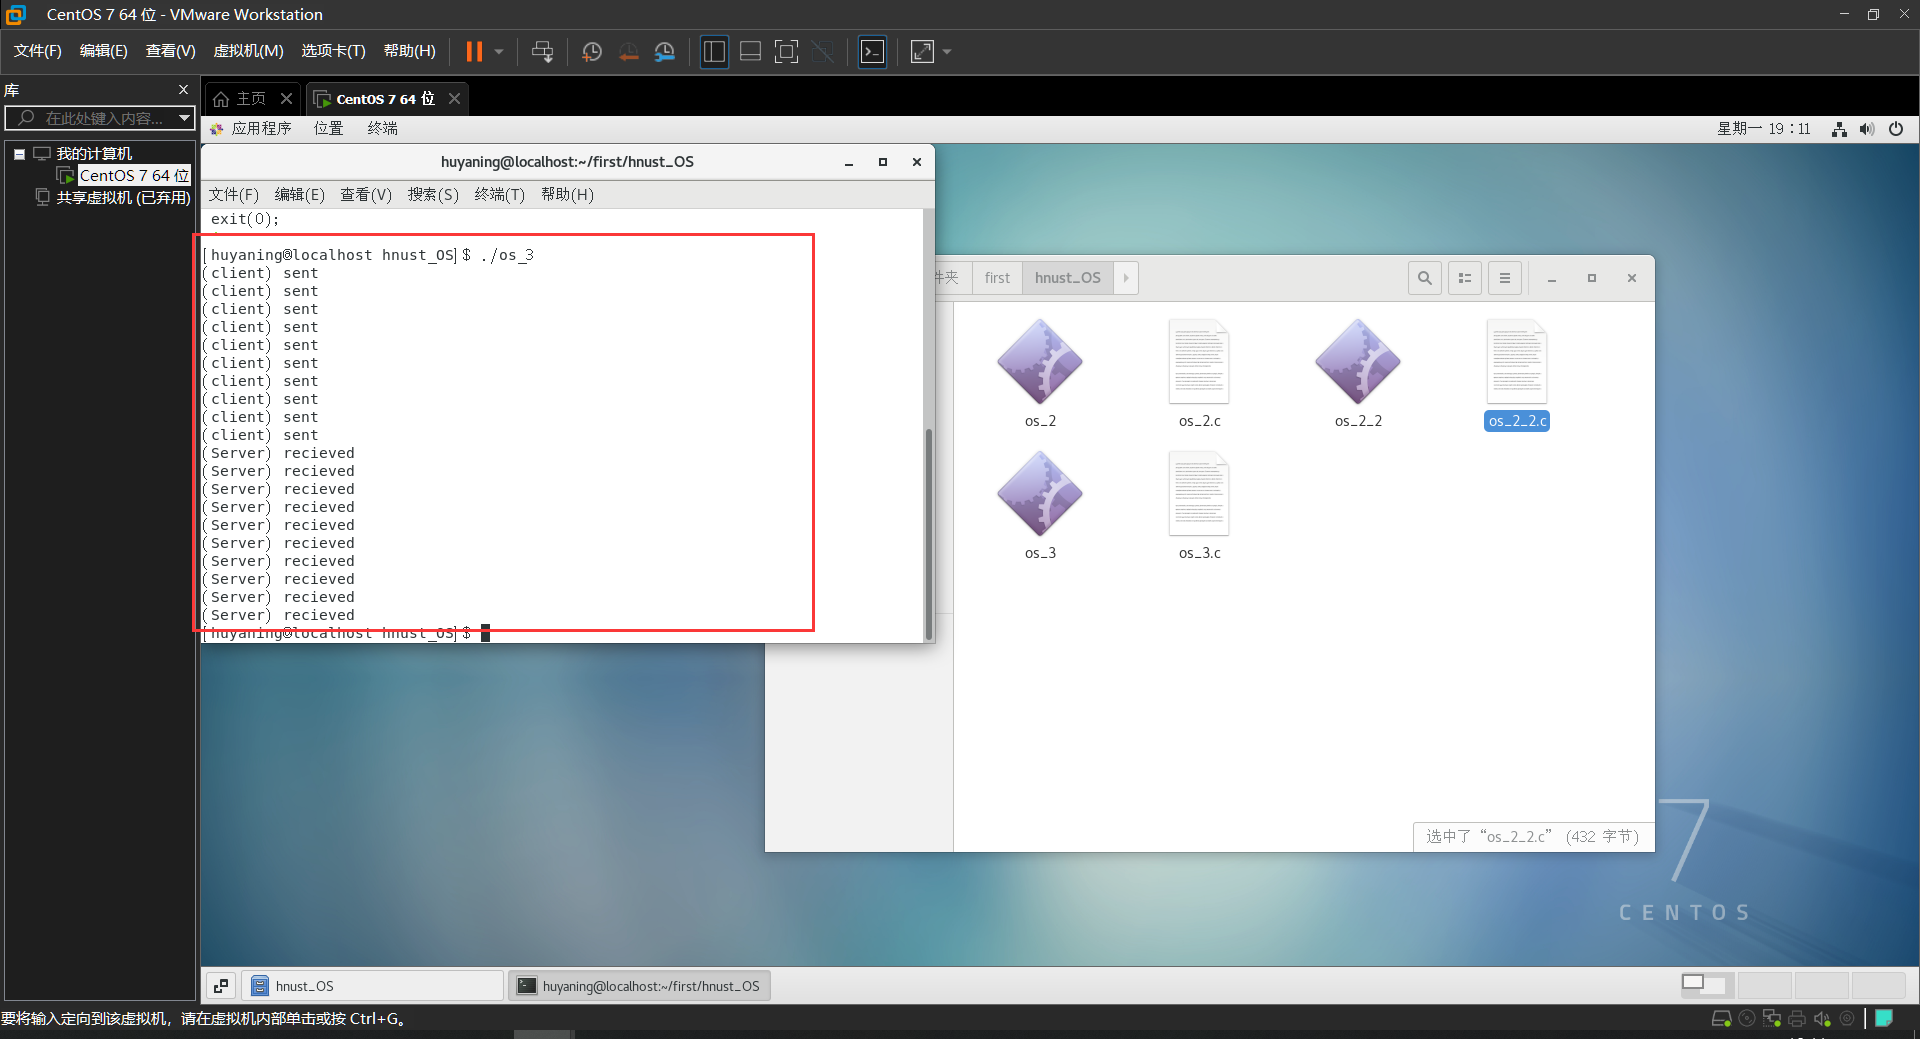 CentOS 7 64 位 - VMware Workstation
文件(F) 编辑(E) 查看(V) 虚拟机(M) 选项卡(T) 帮助(H)
库
在此处键入内容...
我的计算机
CentOS 7 64 位
共享虚拟机 (已弃用)
主页
CentOS 7 64 位
应用程序 位置 终端
星期一 19：11
huyaning@localhost:~/first/hnust_OS
文件(F) 编辑(E) 查看(V) 搜索(S) 终端(T) 帮助(H)
exit(0);
[huyaning@localhost hnust_OS]$ ./os_3
(client) sent
(client) sent
(client) sent
(client) sent
(client) sent
(client) sent
(client) sent
(client) sent
(client) sent
(client) sent
(Server) recieved
(Server) recieved
(Server) recieved
(Server) recieved
(Server) recieved
(Server) recieved
(Server) recieved
(Server) recieved
(Server) recieved
(Server) recieved
[huyaning@localhost hnust_OS]$
件夹 first hnust_OS
os_2 os_2.c os_2_2 os_2_2.c
os_3 os_3.c
选中了“os_2_2.c” (432 字节)
7
CENTOS
hnust_OS
huyaning@localhost:~/first/hnust_OS
要将输入定向到该虚拟机，请在虚拟机内部单击或按 Ctrl+G。